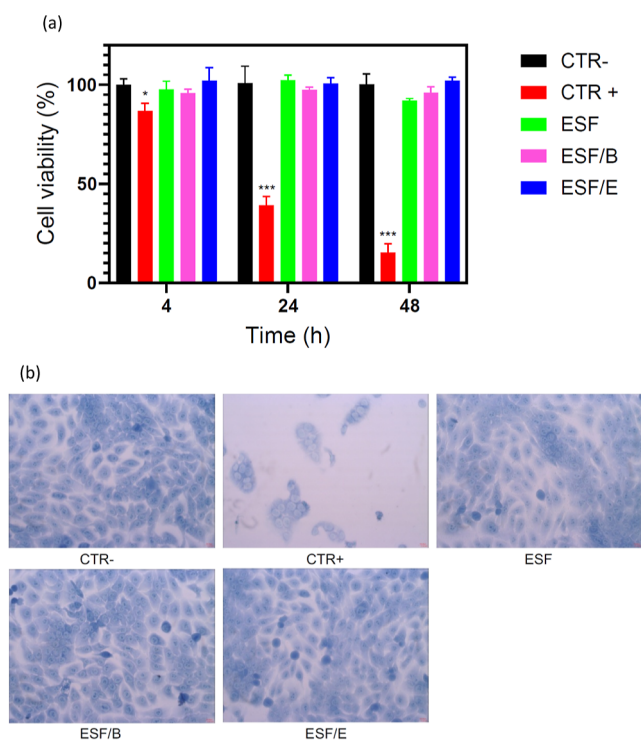 (a)
Cell viability (%)
100
50
0
*
***
***
4 24 48
Time (h)
CTR-
CTR +
ESF
ESF/B
ESF/E
(b)
CTR- CTR+ ESF
ESF/B ESF/E